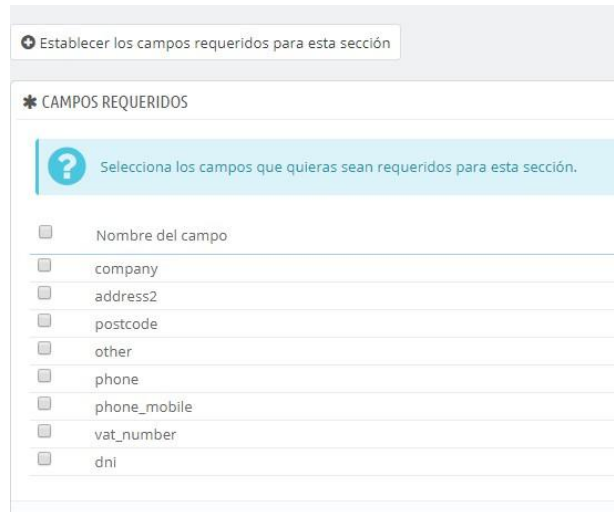 Establecer los campos requeridos para esta sección
CAMPOS REQUERIDOS
Selecciona los campos que quieras sean requeridos para esta sección.
Nombre del campo
company
address2
postcode
other
phone
phone_mobile
vat_number
dni